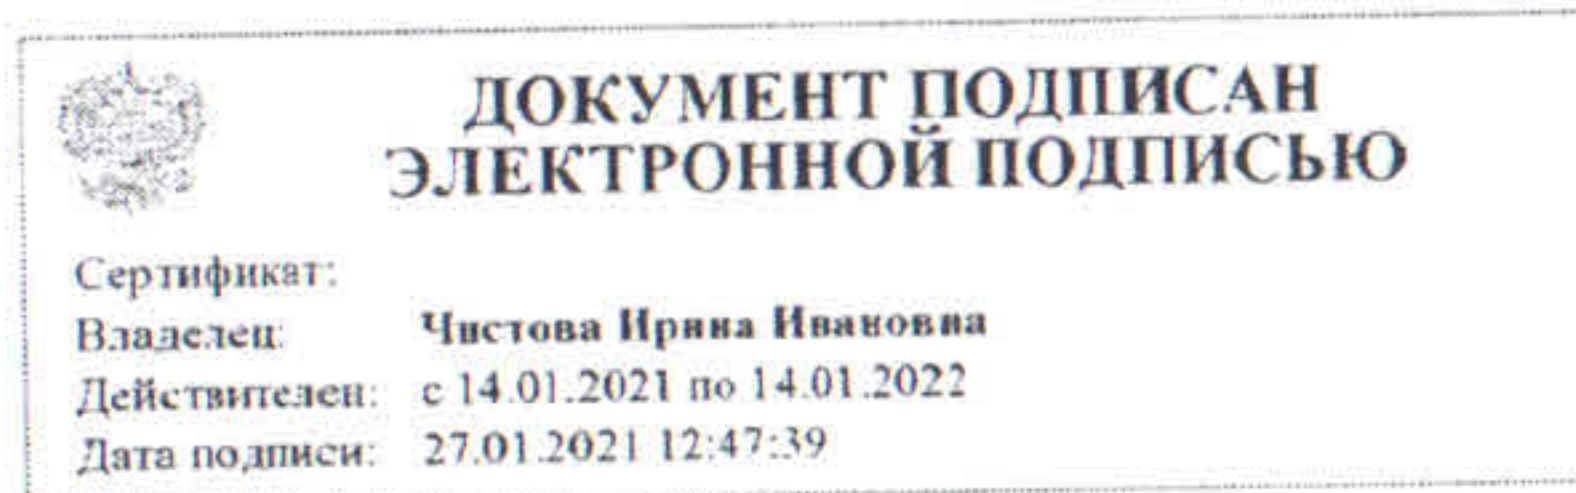 ДОКУМЕНТ ПОДПИСАН
ЭЛЕКТРОННОЙ ПОДПИСЬЮ
Сертификат:
Владелец: Чистова Ирина Ивановна
Действителен: с 14.01.2021 по 14.01.2022
Дата подписи: 27.01.2021 12:47:39